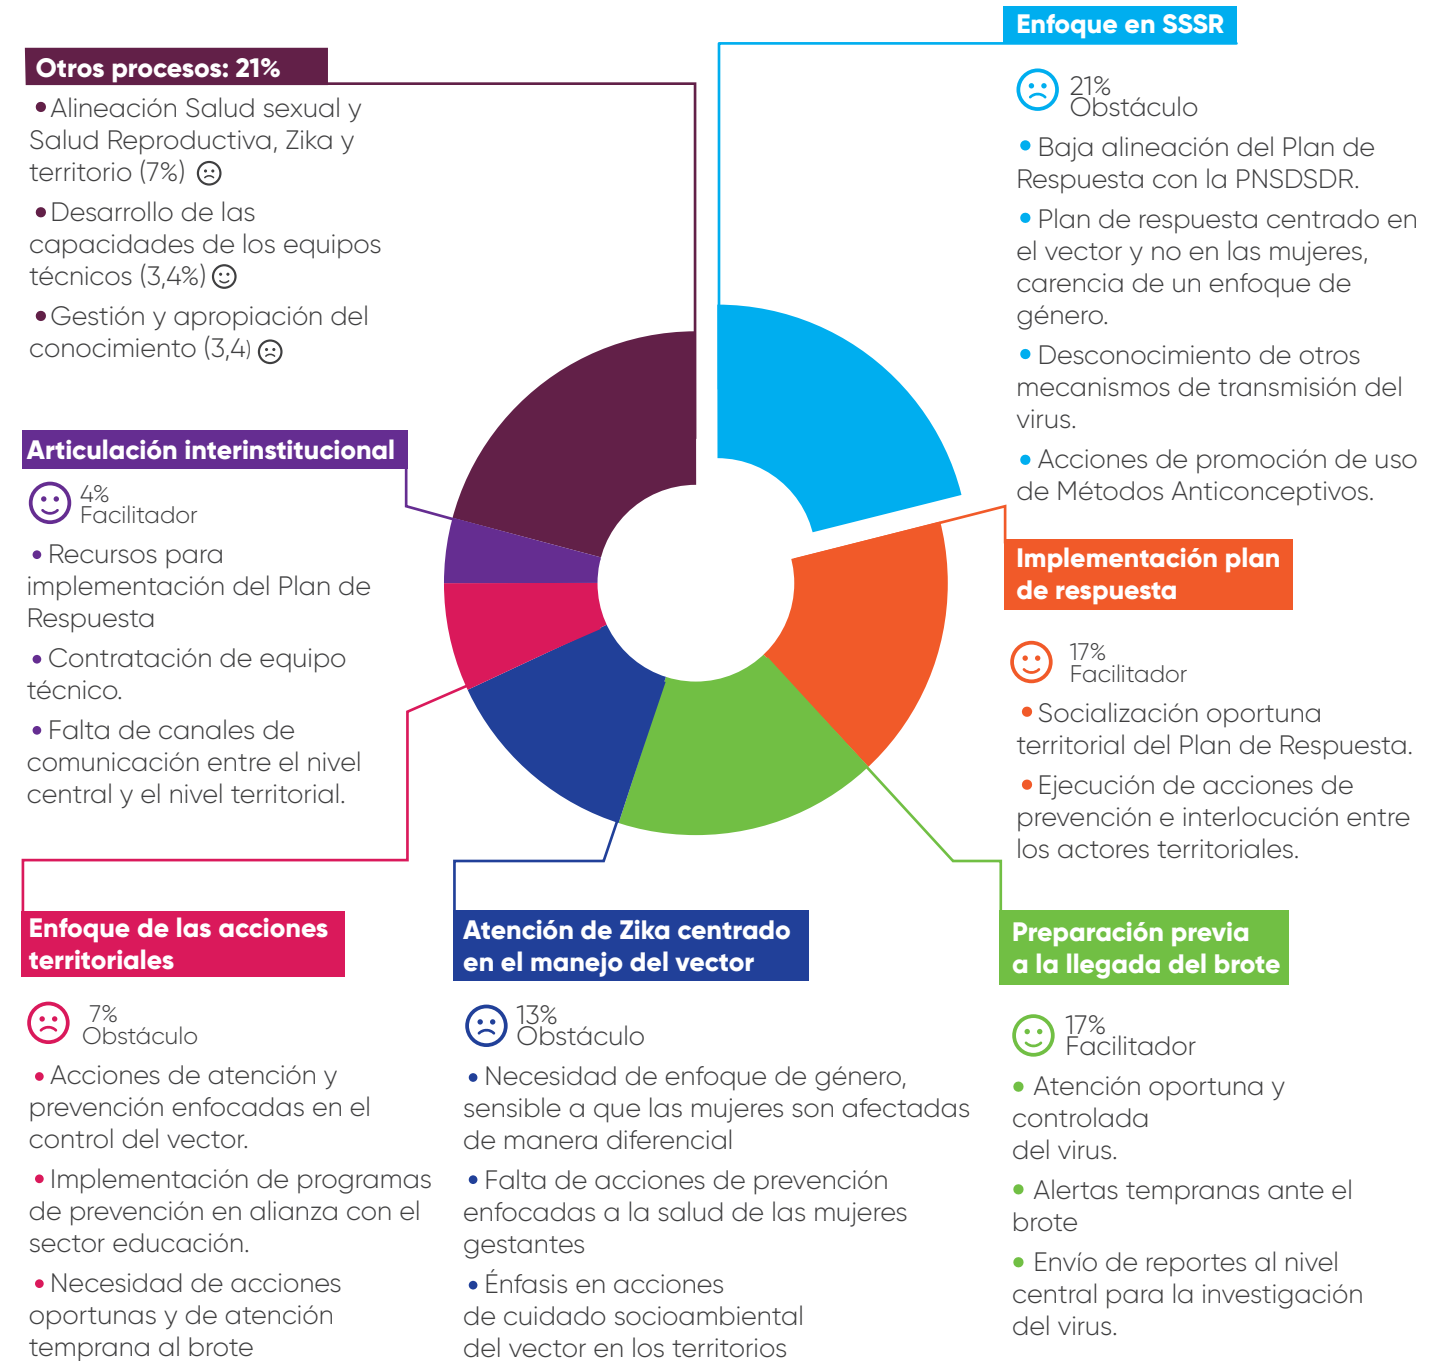 Enfoque en SSSR
21%
Obstáculo
• Baja alineación del Plan de
Respuesta con la PNSDSDR.
• Plan de respuesta centrado en
el vector y no en las mujeres,
carencia de un enfoque de
género.
• Desconocimiento de otros
mecanismos de transmisión del
virus.
• Acciones de promoción de uso
de Métodos Anticonceptivos.
Otros procesos: 21%
• Alineación Salud sexual y
Salud Reproductiva, Zika y
territorio (7%)
• Desarrollo de las
capacidades de los equipos
técnicos (3,4%)
• Gestión y apropiación del
conocimiento (3,4)
Articulación interinstitucional
4%
Facilitador
• Recursos para
implementación del Plan de
Respuesta
• Contratación de equipo
técnico.
• Falta de canales de
comunicación entre el nivel
central y el nivel territorial.
Implementación plan
de respuesta
17%
Facilitador
• Socialización oportuna
territorial del Plan de Respuesta.
• Ejecución de acciones de
prevención e interlocución entre
los actores territoriales.
Enfoque de las acciones
territoriales
7%
Obstáculo
• Acciones de atención y
prevención enfocadas en el
control del vector.
• Implementación de programas
de prevención en alianza con el
sector educación.
• Necesidad de acciones
oportunas y de atención
temprana al brote
Atención de Zika centrado
en el manejo del vector
13%
Obstáculo
• Necesidad de enfoque de género,
sensible a que las mujeres son afectadas
de manera diferencial
• Falta de acciones de prevención
enfocadas a la salud de las mujeres
gestantes
• Énfasis en acciones
de cuidado socioambiental
del vector en los territorios
Preparación previa
a la llegada del brote
17%
Facilitador
• Atención oportuna y
controlada
del virus.
• Alertas tempranas ante el
brote
• Envío de reportes al nivel
central para la investigación
del virus.